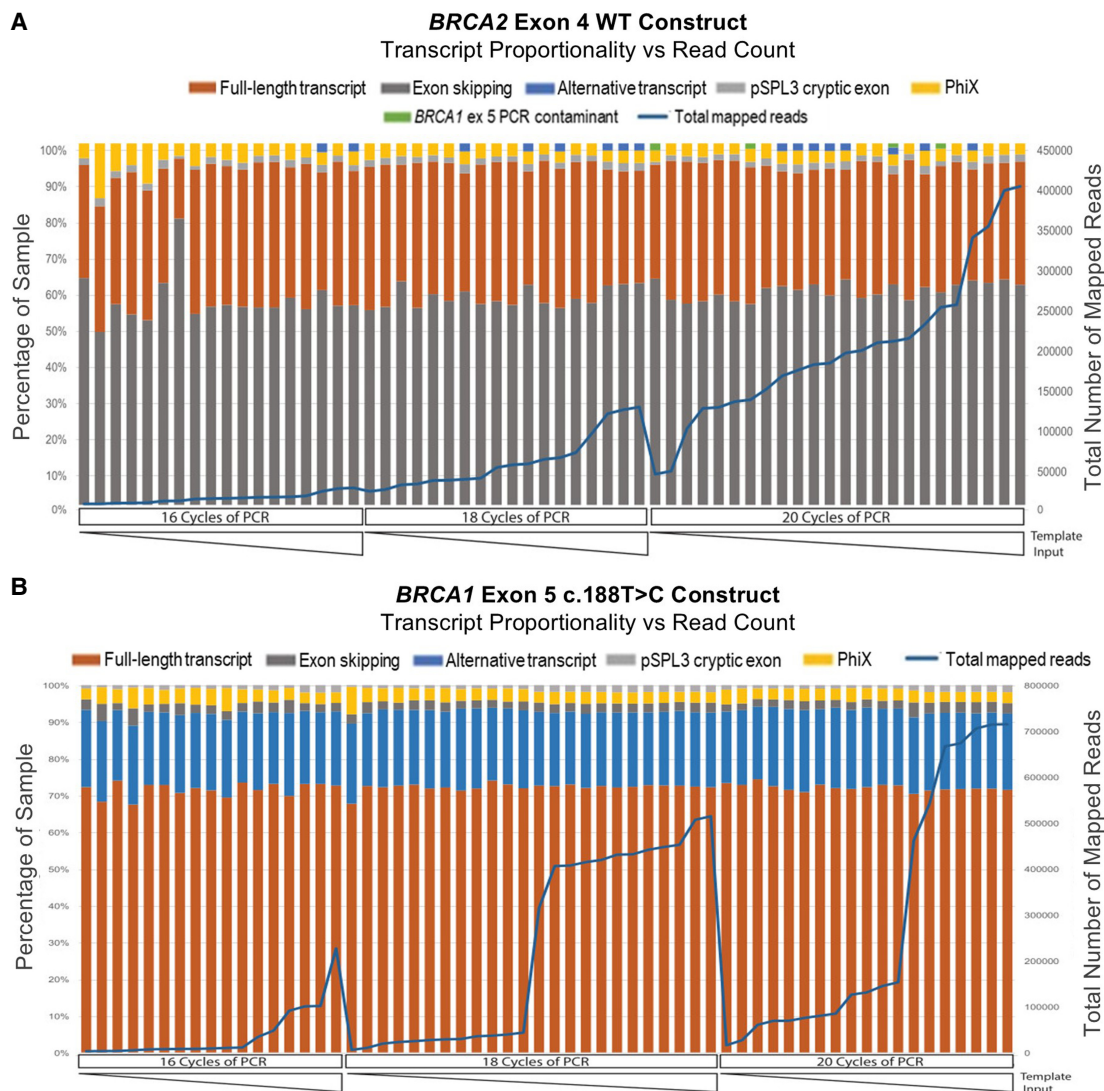 A
BRCA2 Exon 4 WT Construct
Transcript Proportionality vs Read Count
Full-length transcript Exon skipping Alternative transcript pSPL3 cryptic exon PhiX
BRCA1 ex 5 PCR contaminant Total mapped reads
Percentage of Sample
100%
90%
80%
70%
60%
50%
40%
30%
20%
10%
0%
450000
400000
350000
300000
250000
200000
150000
100000
50000
0
Total Number of Mapped Reads
16 Cycles of PCR 18 Cycles of PCR 20 Cycles of PCR
Template
Input
B
BRCA1 Exon 5 c.188T>C Construct
Transcript Proportionality vs Read Count
Full-length transcript Exon skipping Alternative transcript pSPL3 cryptic exon PhiX Total mapped reads
Percentage of Sample
100%
90%
80%
70%
60%
50%
40%
30%
20%
10%
0%
800000
700000
600000
500000
400000
300000
200000
100000
0
Total Number of Mapped Reads
16 Cycles of PCR 18 Cycles of PCR 20 Cycles of PCR
Template
Input